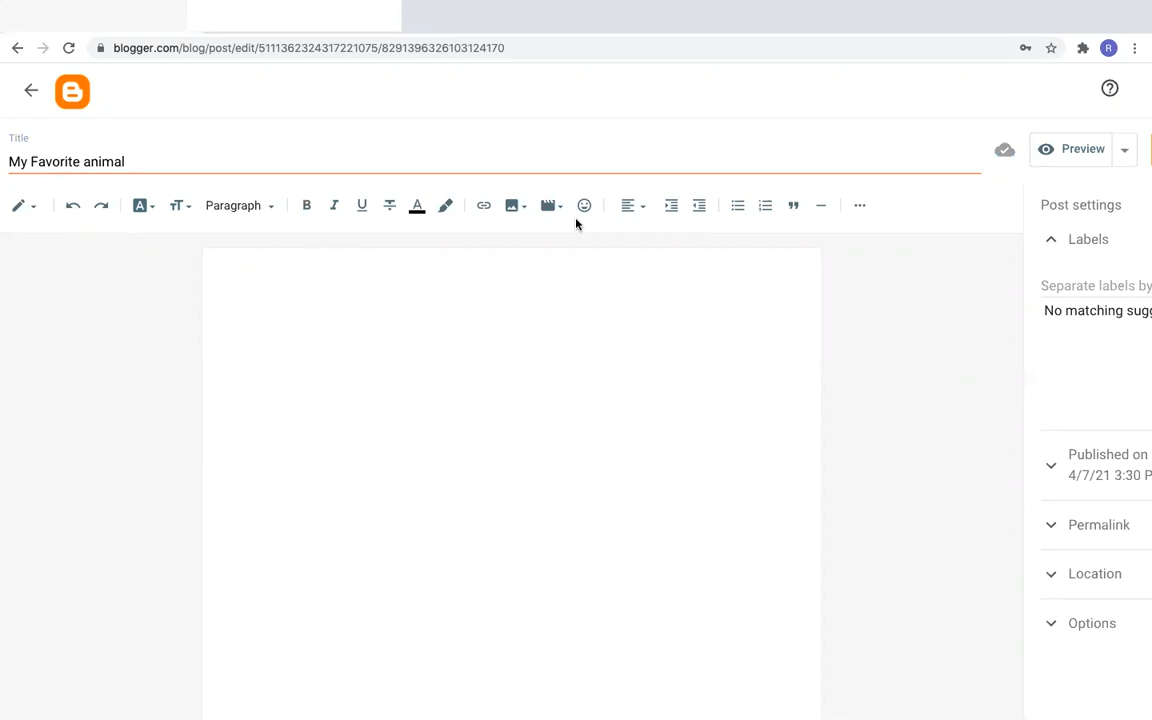 blogger.com/blog/post/edit/5111362324317221075/8291396326103124170
R
Title
My Favorite animal
Preview
Paragraph
B I U A
Post settings
Labels
Separate labels by
No matching sugg
Published on
4/7/21 3:30 P
Permalink
Location
Options